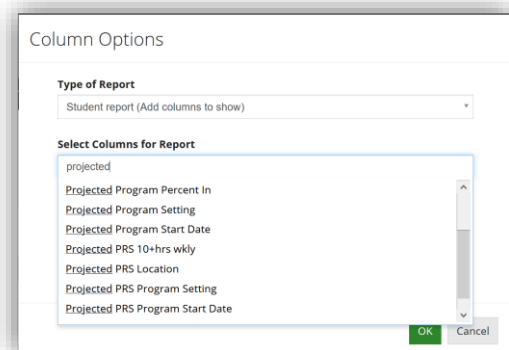 Column Options
Type of Report
Student report (Add columns to show)
Select Columns for Report
projected
Projected Program Percent In
Projected Program Setting
Projected Program Start Date
Projected PRS 10+hrs wkly
Projected PRS Location
Projected PRS Program Setting
Projected PRS Program Start Date
OK Cancel